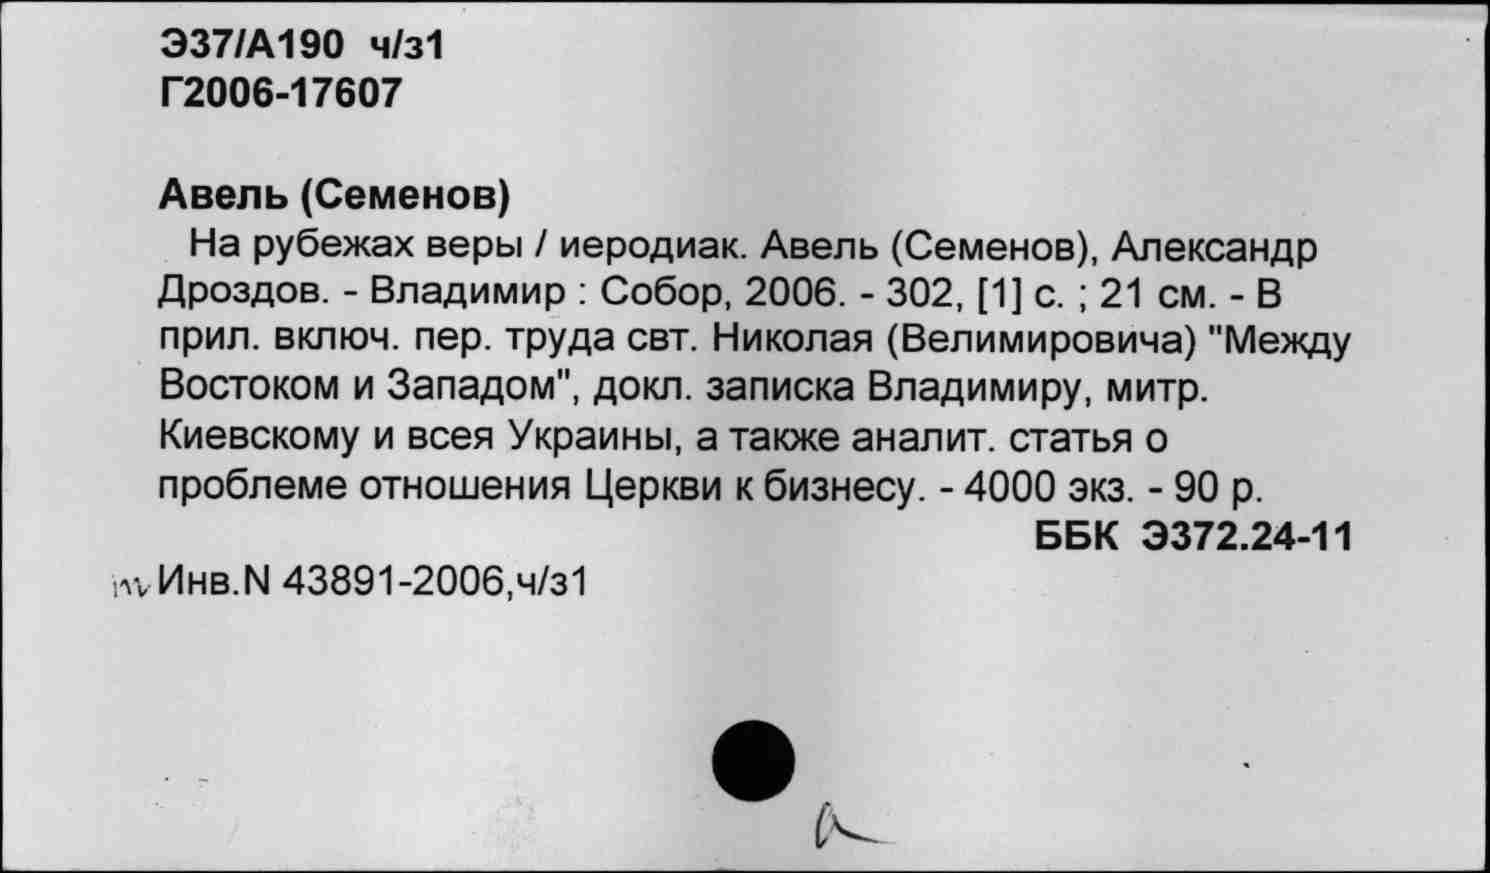 Э37/А190 ч/з1
Г2006-17607
Авель (Семенов)
На рубежах веры / иеродиак. Авель (Семенов), Александр
Дроздов. - Владимир : Собор, 2006. - 302, [1] с. ; 21 см. - В
прил. включ. пер. труда свт. Николая (Велимировича) "Между
Востоком и Западом", докл. записка Владимиру, митр.
Киевскому и всея Украины, а также аналит. статья о
проблеме отношения Церкви к бизнесу. - 4000 экз. - 90 р.
ББК Э372.24-11
Инв.N 43891-2006,ч/з1